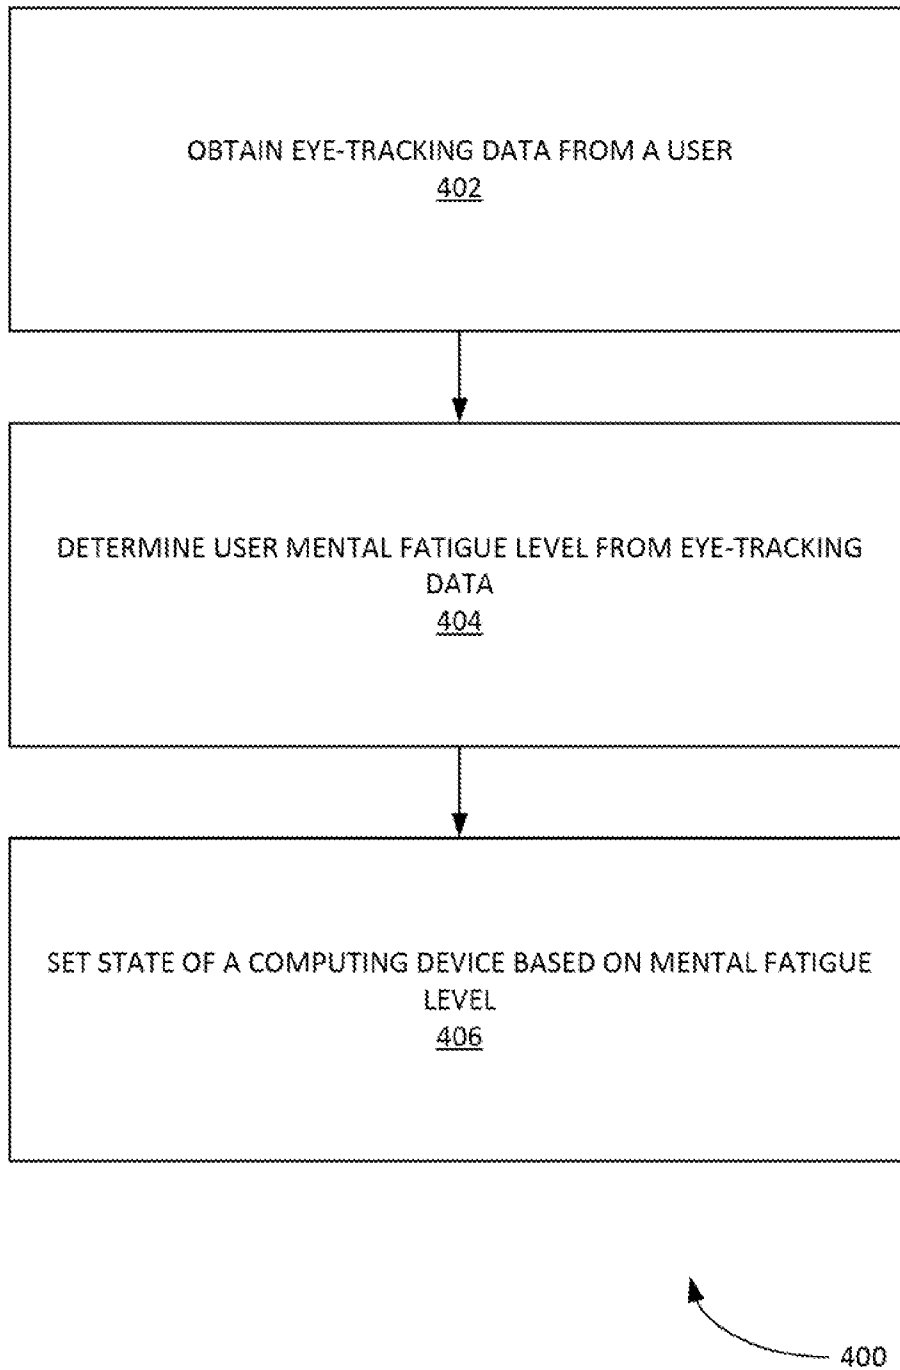 OBTAIN EYE-TRACKING DATA FROM A USER
402
DETERMINE USER MENTAL FATIGUE LEVEL FROM EYE-TRACKING
DATA
404
SET STATE OF A COMPUTING DEVICE BASED ON MENTAL FATIGUE
LEVEL
406
400